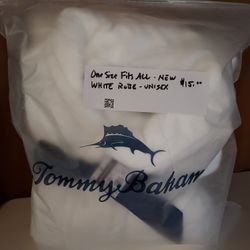 One Size Fits All - NEW
WHITE ROBE - UNISEX $15.00
Tommy Bahama